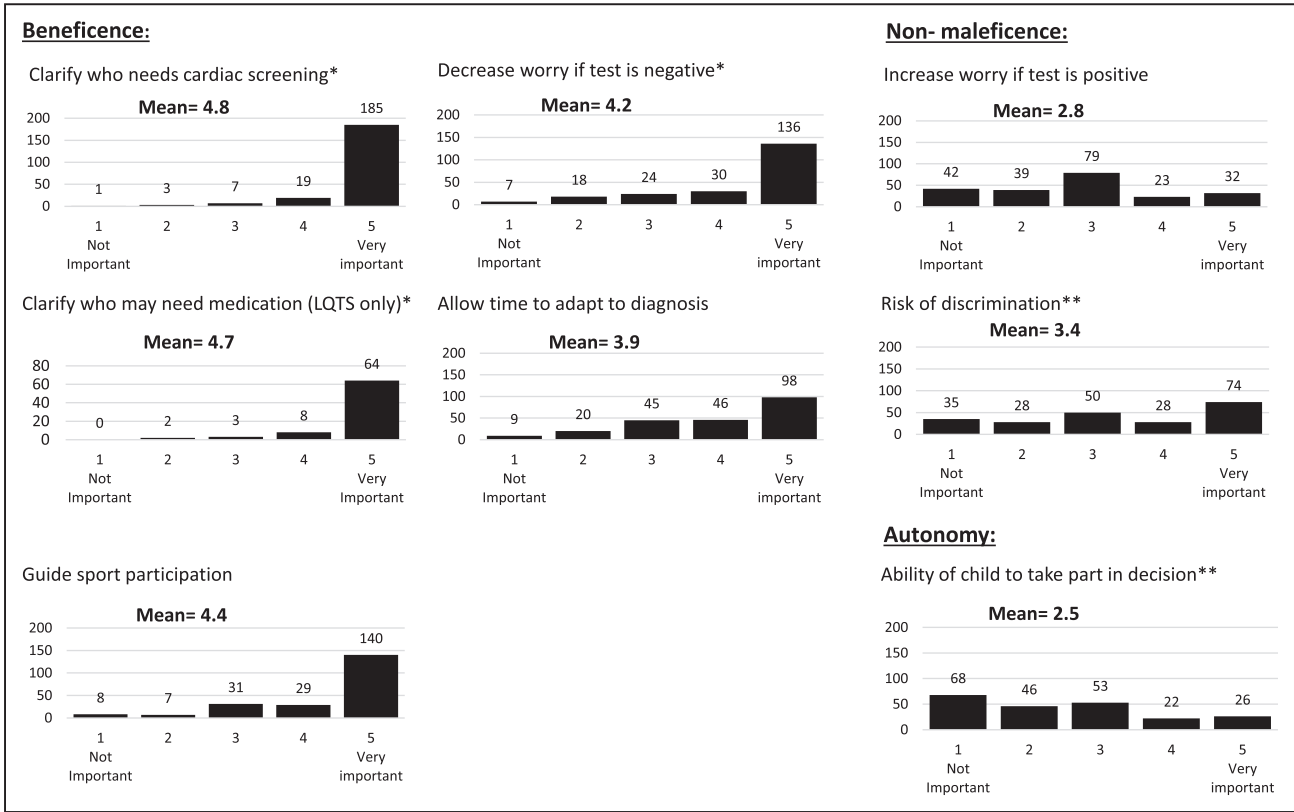 Beneficence:
Clarify who needs cardiac screening*
Mean= 4.8
200
150
100
50
0
1
3
7
19
185
1 2 3 4 5
Not Important
Very important
Decrease worry if test is negative*
Mean= 4.2
200
150
100
50
0
7
18
24
30
136
1 2 3 4 5
Not Important
Very important
Clarify who may need medication (LQTS only)*
Mean= 4.7
80
60
40
20
0
0
2
3
8
64
1 2 3 4 5
Not Important
Very Important
Allow time to adapt to diagnosis
Mean= 3.9
200
150
100
50
0
9
20
45
46
98
1 2 3 4 5
Not Important
Very important
Guide sport participation
Mean= 4.4
200
150
100
50
0
8
7
31
29
140
1 2 3 4 5
Not Important
Very important
Non- maleficence:
Increase worry if test is positive
Mean= 2.8
200
150
100
50
0
42
39
79
23
32
1 2 3 4 5
Not Important
Very important
Risk of discrimination**
Mean= 3.4
200
150
100
50
0
35
28
50
28
74
1 2 3 4 5
Not Important
Very important
Autonomy:
Ability of child to take part in decision**
Mean= 2.5
200
150
100
50
0
68
46
53
22
26
1 2 3 4 5
Not Important
Very important